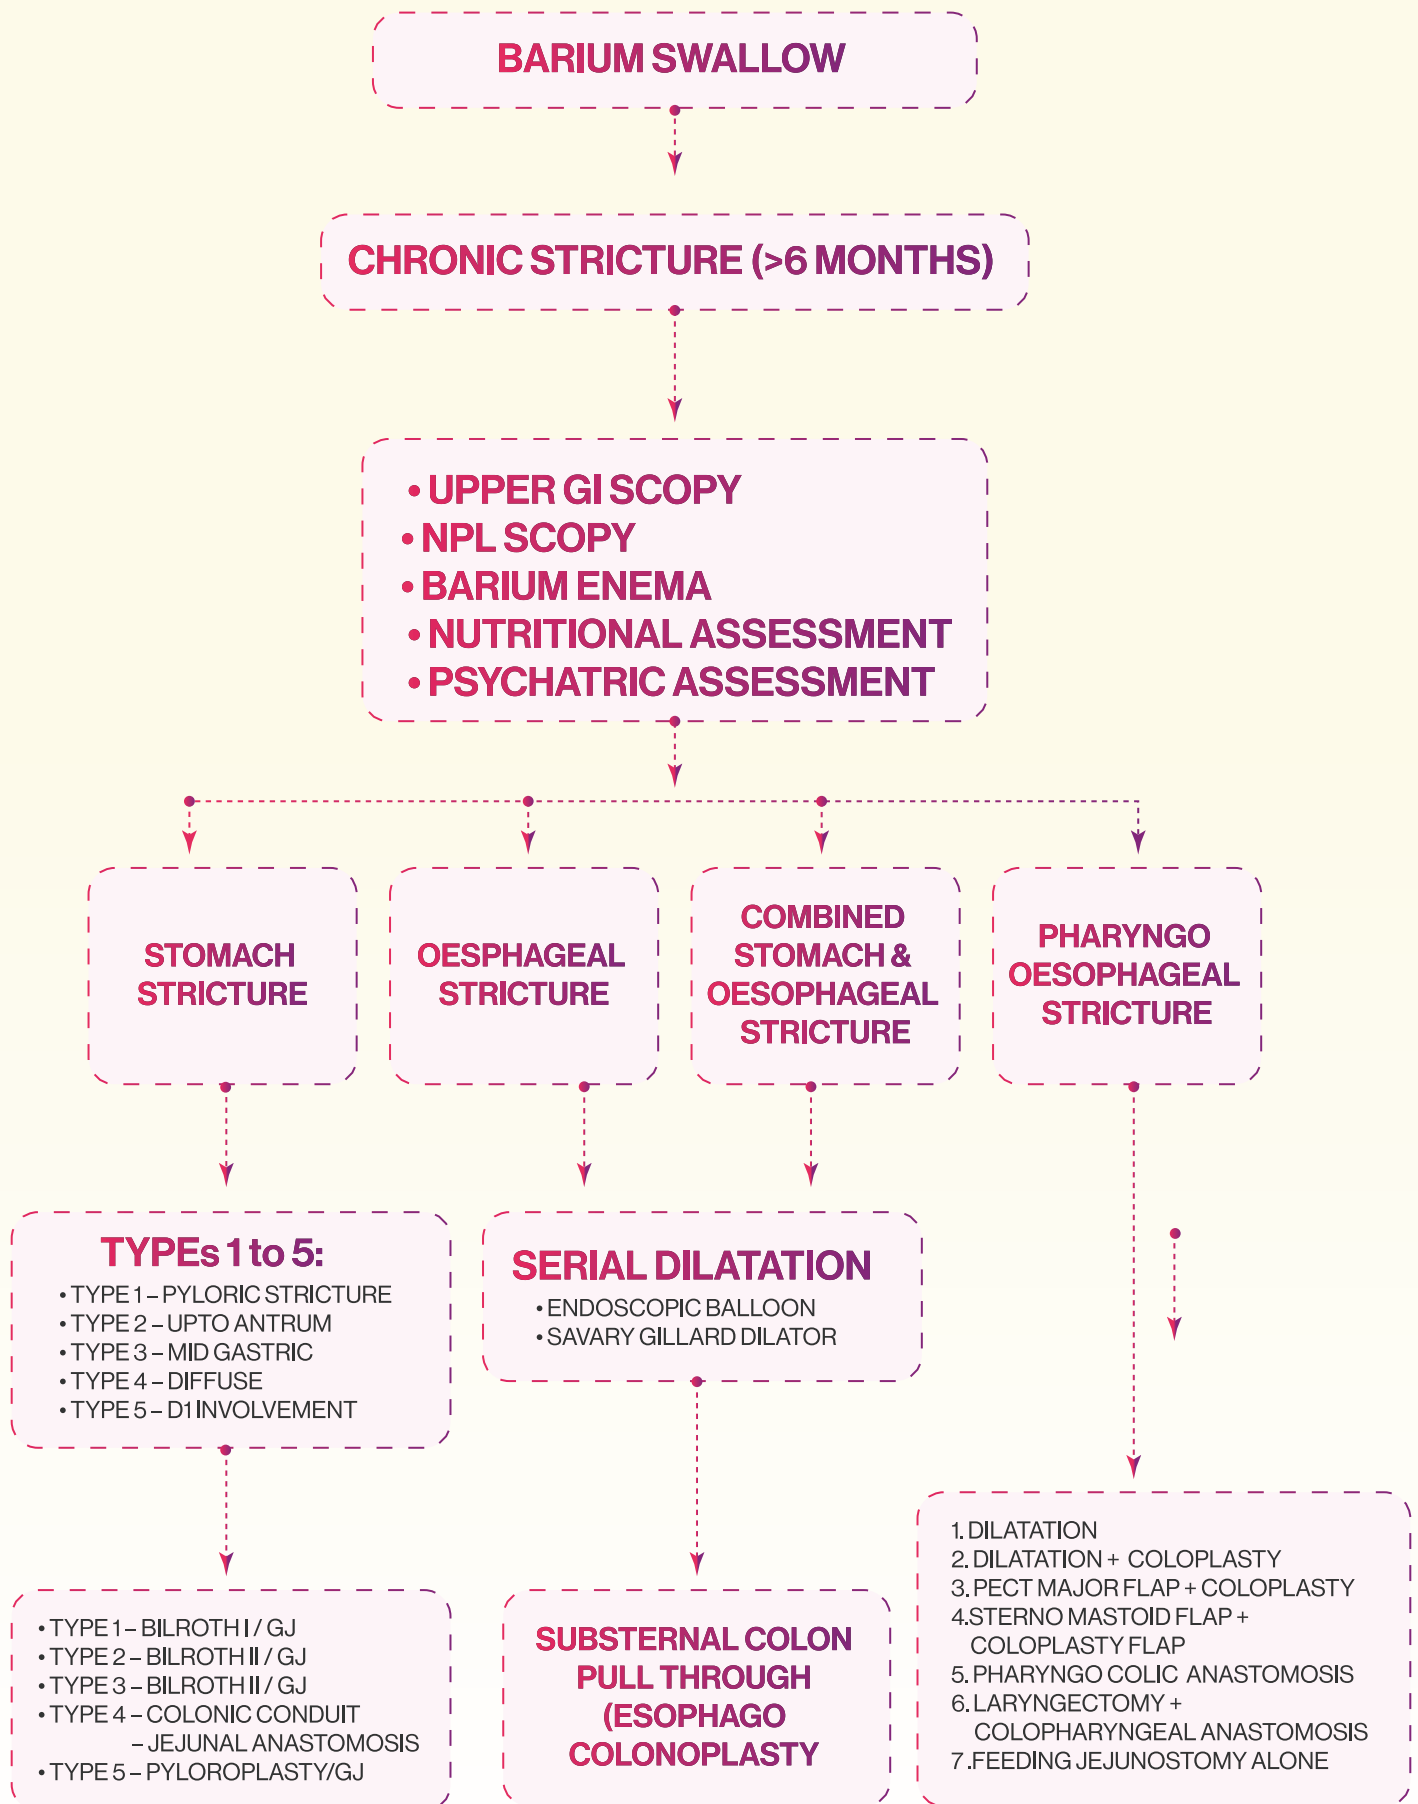 BARIUM SWALLOW
CHRONIC STRICTURE (>6 MONTHS)
• UPPER GI SCOPY
• NPL SCOPY
• BARIUM ENEMA
• NUTRITIONAL ASSESSMENT
• PSYCHATRIC ASSESSMENT
STOMACH
STRICTURE
OESPHAGEAL
STRICTURE
COMBINED
STOMACH &
OESOPHAGEAL
STRICTURE
PHARYNGO
OESOPHAGEAL
STRICTURE
TYPEs 1 to 5:
• TYPE 1 – PYLORIC STRICTURE
• TYPE 2 – UPTO ANTRUM
• TYPE 3 – MID GASTRIC
• TYPE 4 – DIFFUSE
• TYPE 5 – D1 INVOLVEMENT
SERIAL DILATATION
• ENDOSCOPIC BALLOON
• SAVARY GILLARD DILATOR
• TYPE 1 – BILROTH I / GJ
• TYPE 2 – BILROTH II / GJ
• TYPE 3 – BILROTH II / GJ
• TYPE 4 – COLONIC CONDUIT
– JEJUNAL ANASTOMOSIS
• TYPE 5 – PYLOROPLASTY/GJ
SUBSTERNAL COLON
PULL THROUGH
(ESOPHAGO
COLONOPLASTY
1. DILATATION
2. DILATATION + COLOPLASTY
3. PECT MAJOR FLAP + COLOPLASTY
4.STERNO MASTOID FLAP +
COLOPLASTY FLAP
5. PHARYNGO COLIC ANASTOMOSIS
6. LARYNGECTOMY +
COLOPHARYNGEAL ANASTOMOSIS
7 .FEEDING JEJUNOSTOMY ALONE